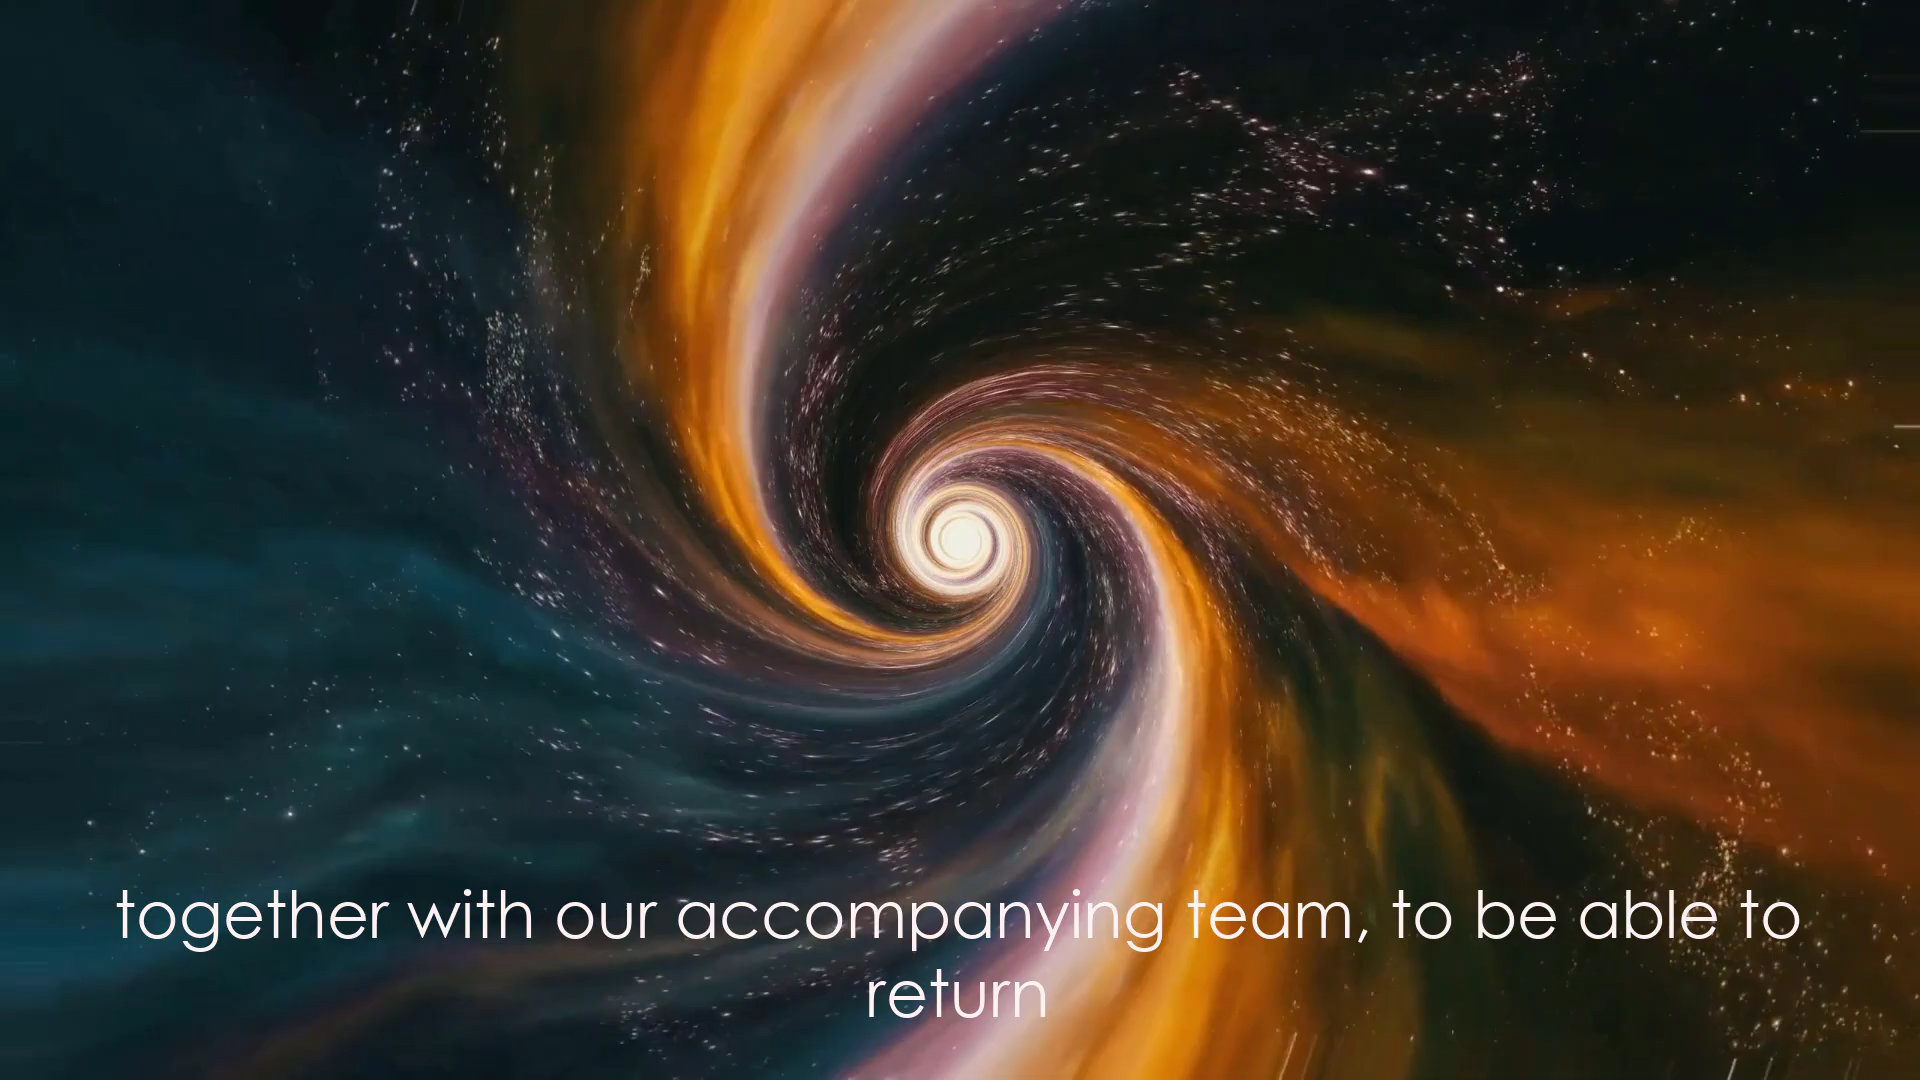 together with our accompanying team, to be able to
return